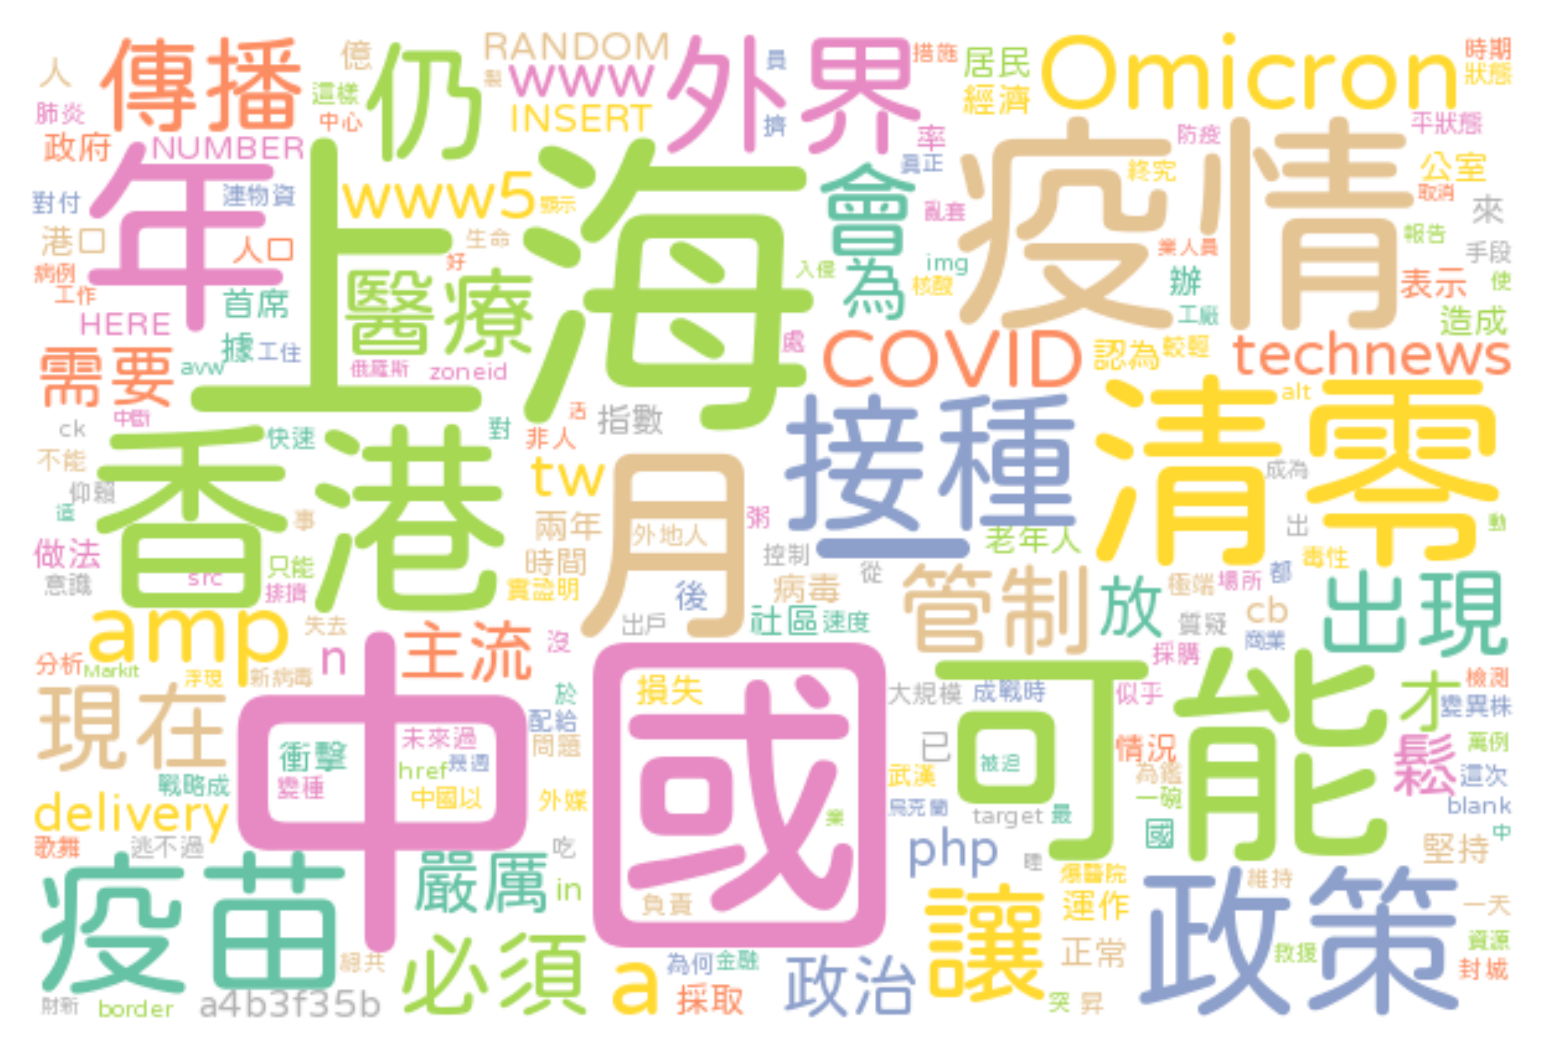 人
傳播
億
這樣
仍
RANDOM
製
www
外界
員
措施
居民
Omicron
時期
狀態
肺炎
中心
INSERT
擠
率
經濟
平狀態
政府
NUMBER
防疫
年
上海
會
真正
疫情
終究
公室
對付
連物資
www5
顯示
亂套
取消
來
港口
人口
生命
報告
病例
好
醫療
入侵
為
img
業人員
手段
工作
首席
核酸
辦
表示
使
HERE
工廠
造成
需要
據
工住
處
COVID
認為
較輕
technews
avw
俄羅斯
zoneid
ck
中斷
活
指數
接種
清零
alt
香港
快速
對
非人
不能
tw
月
成為
仰賴
事
兩年
外地人
粥
一
老年人
出
動
做法
時間
控制
毒性
意識
src
只能
實證明
病毒
從
管制
放
極端
場所
都
出現
排擠
後
amp
失去
出戶
社區
速度
質疑
cb
商業
n
主流
沒
採購
分析
Markit
浮現
新病毒
中國
損失
大規模
成戰時
可能
似乎
才
檢測
現在
於
配給
變異株
衝擊
未來過
問題
已
情況
鬆
萬例
戰略成
變種
href
幾週
武漢
被迫
為鑑
這次
中國以
外媒
一碗
delivery
業
烏克蘭
target
最
blank
歌舞
逃不過
吃
php
睡
國
堅持
中
疫苗
嚴厲
in
負責
讓
爆醫院
政策
維持
運作
一天
總共
必須
為何
金融
正常
救援
資源
封城
財新
border
a4b3f35b
a
採取
政治
突
昇